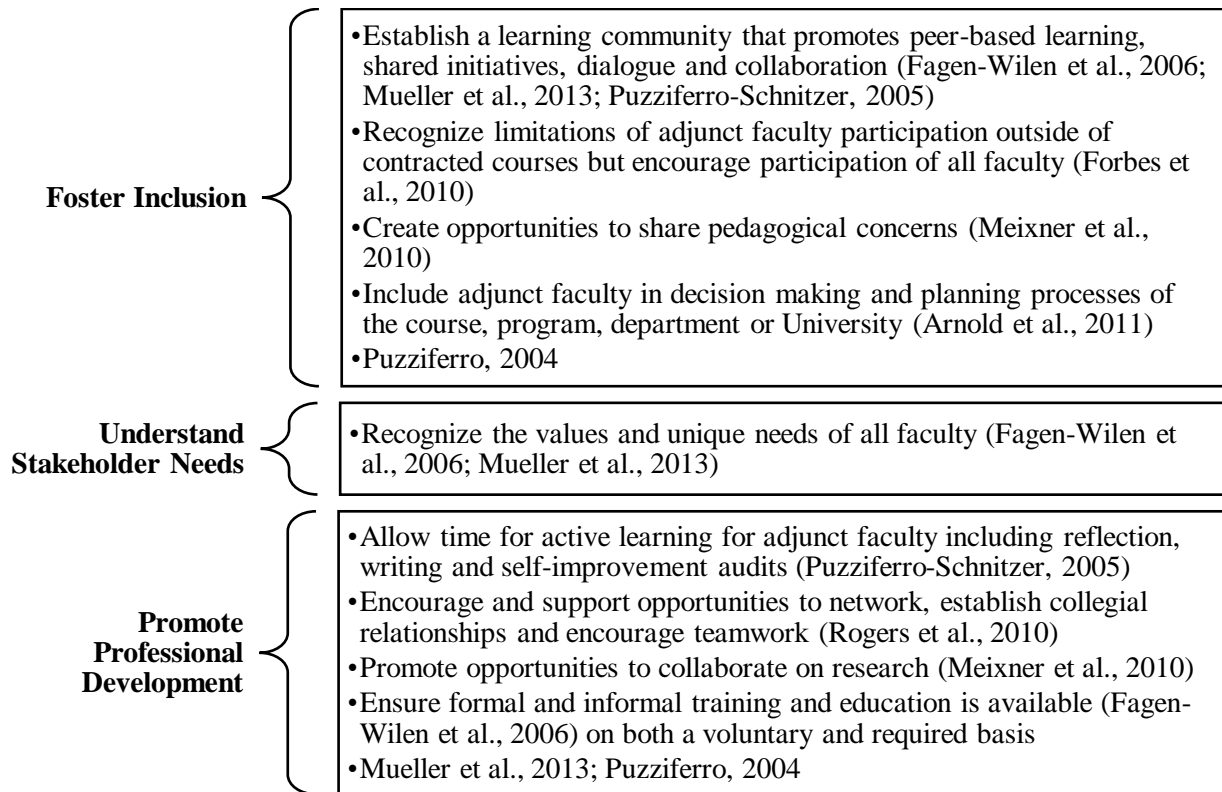 Foster Inclusion
•Establish a learning community that promotes peer-based learning,
shared initiatives, dialogue and collaboration (Fagen-Wilen et al., 2006;
Mueller et al., 2013; Puzziferro-Schnitzer, 2005)
•Recognize limitations of adjunct faculty participation outside of
contracted courses but encourage participation of all faculty (Forbes et
al., 2010)
•Create opportunities to share pedagogical concerns (Meixner et al.,
2010)
•Include adjunct faculty in decision making and planning processes of
the course, program, department or University (Arnold et al., 2011)
•Puzziferro, 2004
Understand
Stakeholder Needs
•Recognize the values and unique needs of all faculty (Fagen-Wilen et
al., 2006; Mueller et al., 2013)
Promote
Professional
Development
•Allow time for active learning for adjunct faculty including reflection,
writing and self-improvement audits (Puzziferro-Schnitzer, 2005)
•Encourage and support opportunities to network, establish collegial
relationships and encourage teamwork (Rogers et al., 2010)
•Promote opportunities to collaborate on research (Meixner et al., 2010)
•Ensure formal and informal training and education is available (Fagen-
Wilen et al., 2006) on both a voluntary and required basis
•Mueller et al., 2013; Puzziferro, 2004